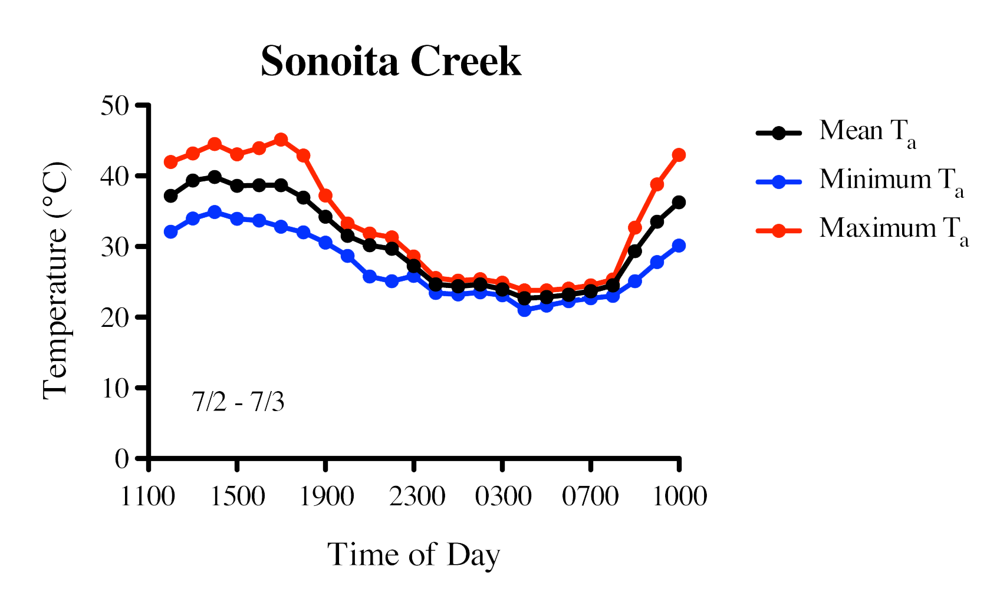 Sonoita Creek
50
40
30
20
10
0
Temperature (°C)
7/2 - 7/3
1100 1500 1900 2300 0300 0700 1000
Time of Day
Mean Ta
Minimum Ta
Maximum Ta